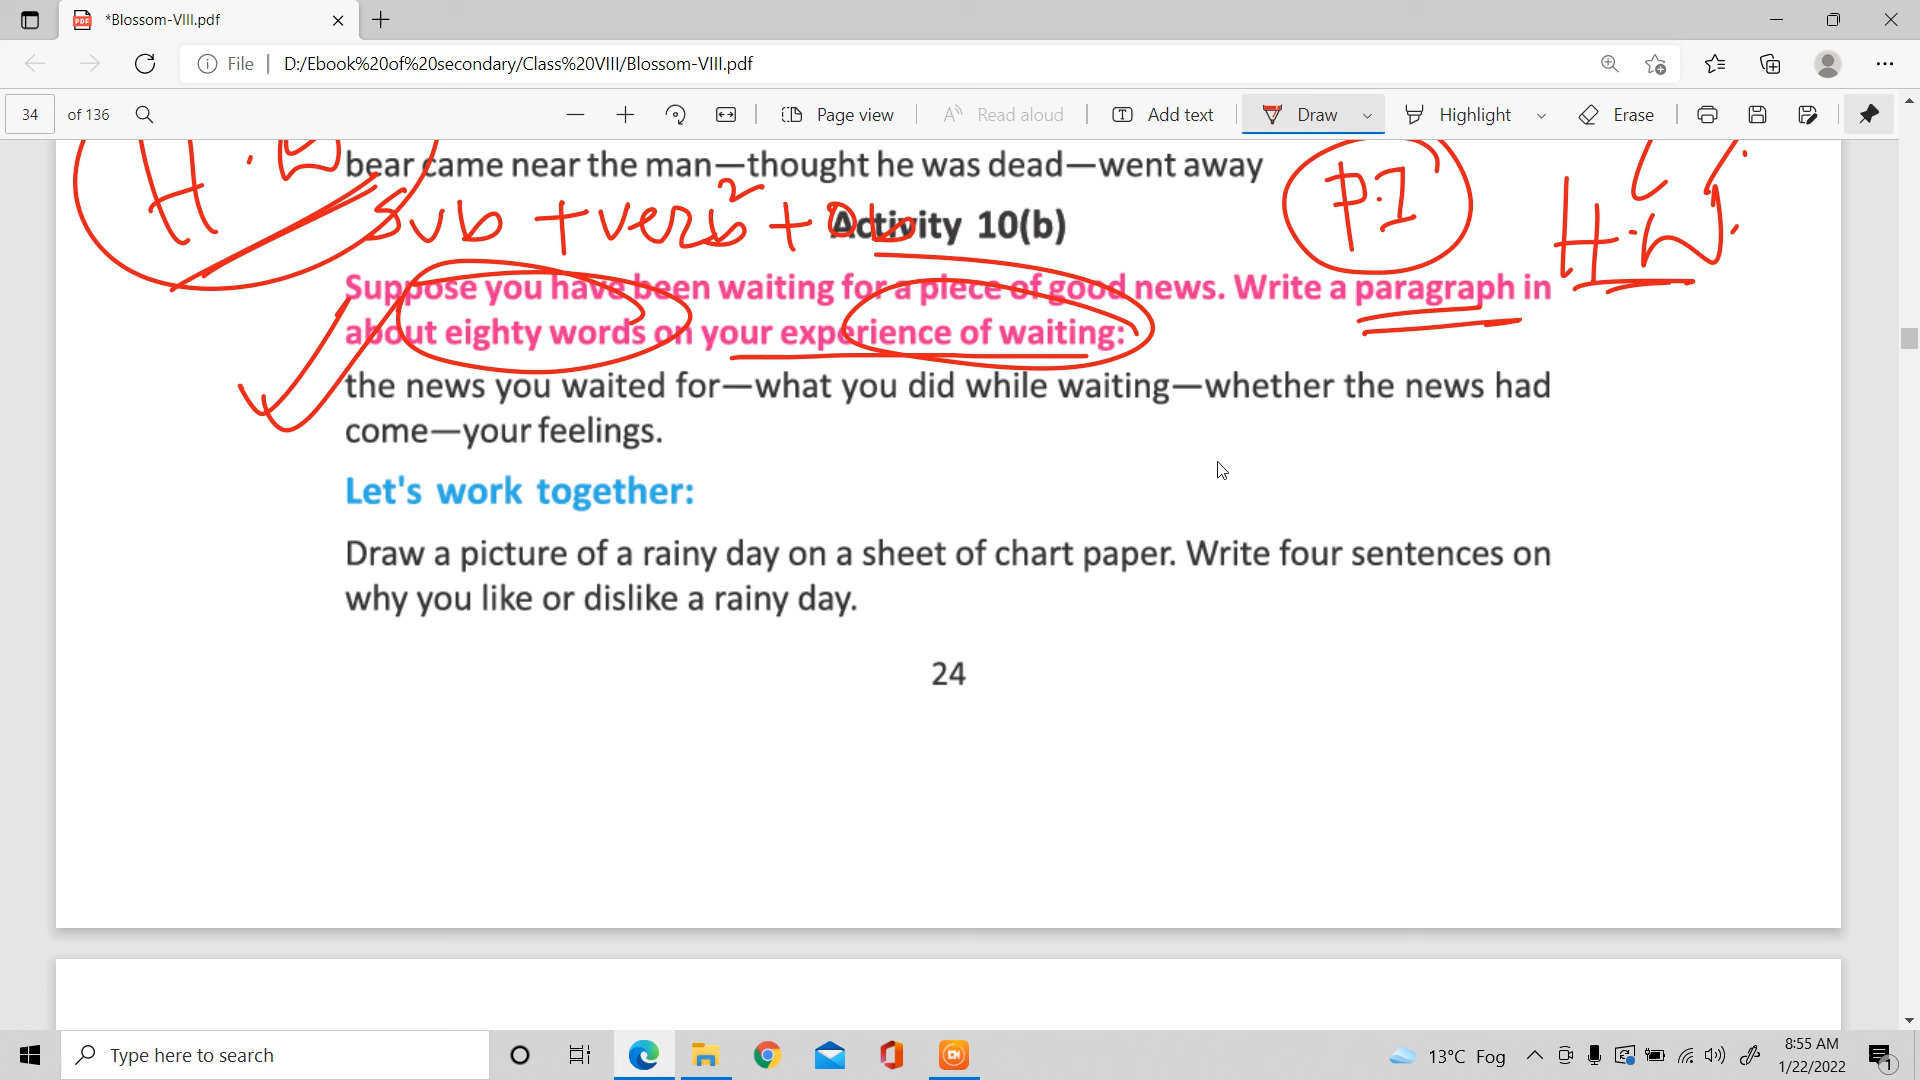 *Blossom-VIII.pdf
File
D:/Ebook%20of%20secondary/Class%20VIII/Blossom-VIII.pdf
34 of 136
Page view
Read aloud
Add text
Draw
Highlight
Erase
bear came near the man—thought he was dead—went away
H.W
P.I
H.W.
Sub + verb² + Ob
Activity 10(b)
Suppose you have been waiting for a piece of good news. Write a paragraph in
about eighty words on your experience of waiting:
the news you waited for—what you did while waiting—whether the news had
come—your feelings.
Let's work together:
Draw a picture of a rainy day on a sheet of chart paper. Write four sentences on
why you like or dislike a rainy day.
24
Type here to search
13°C Fog
8:55 AM
1/22/2022
1